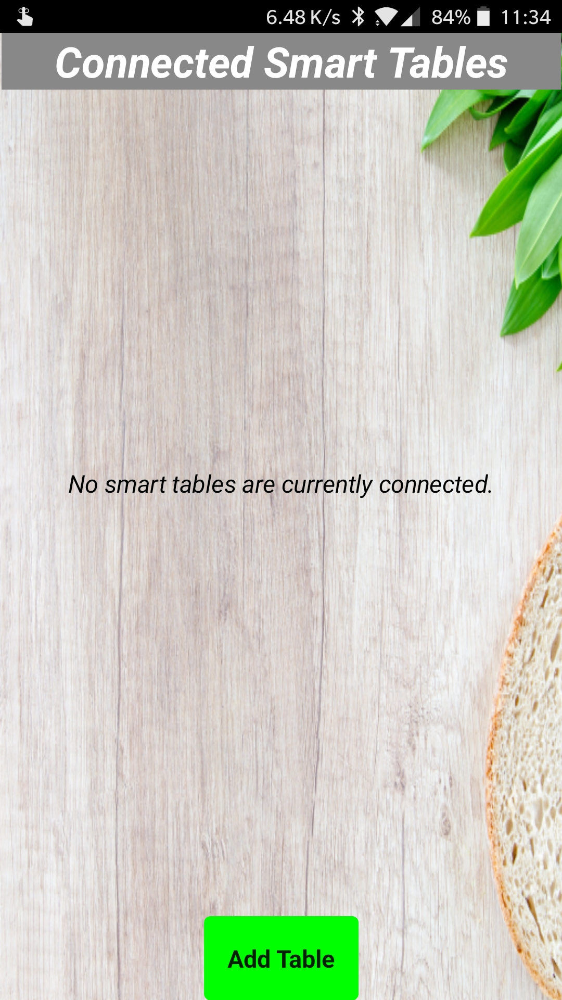 6.48 K/s 84% 11:34
Connected Smart Tables
No smart tables are currently connected.
Add Table